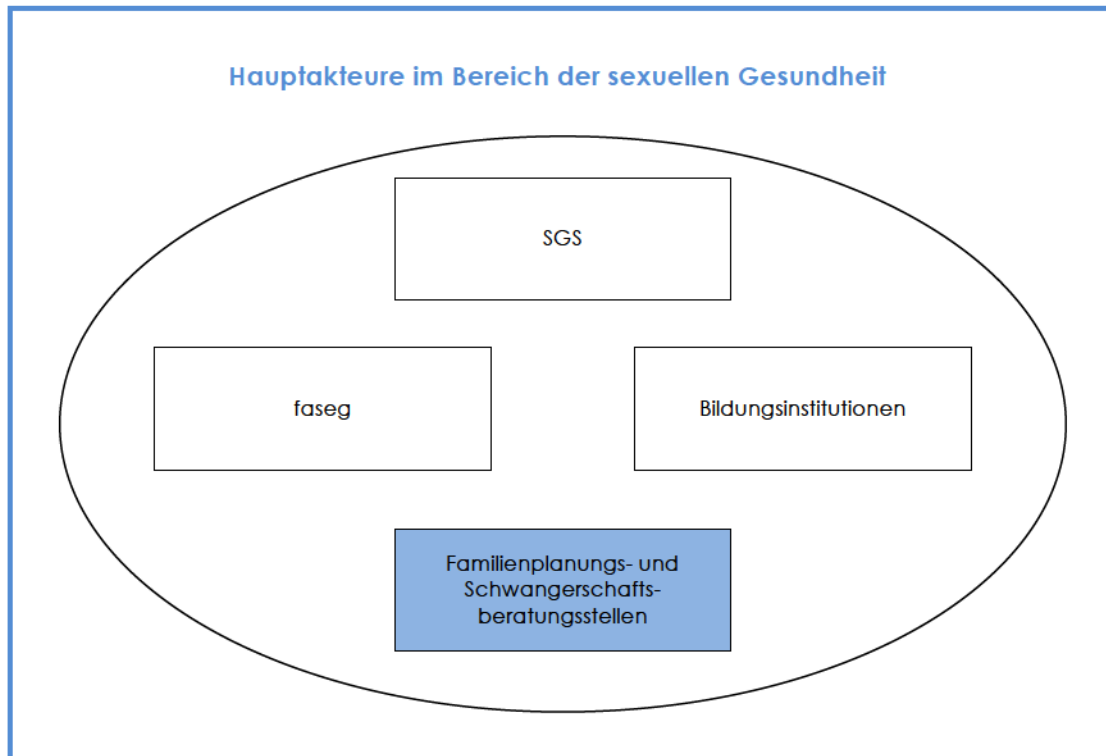 Hauptakteure im Bereich der sexuellen Gesundheit
SGS
faseg
Bildungsinstitutionen
Familienplanungs- und
Schwangerschafts-
beratungsstellen